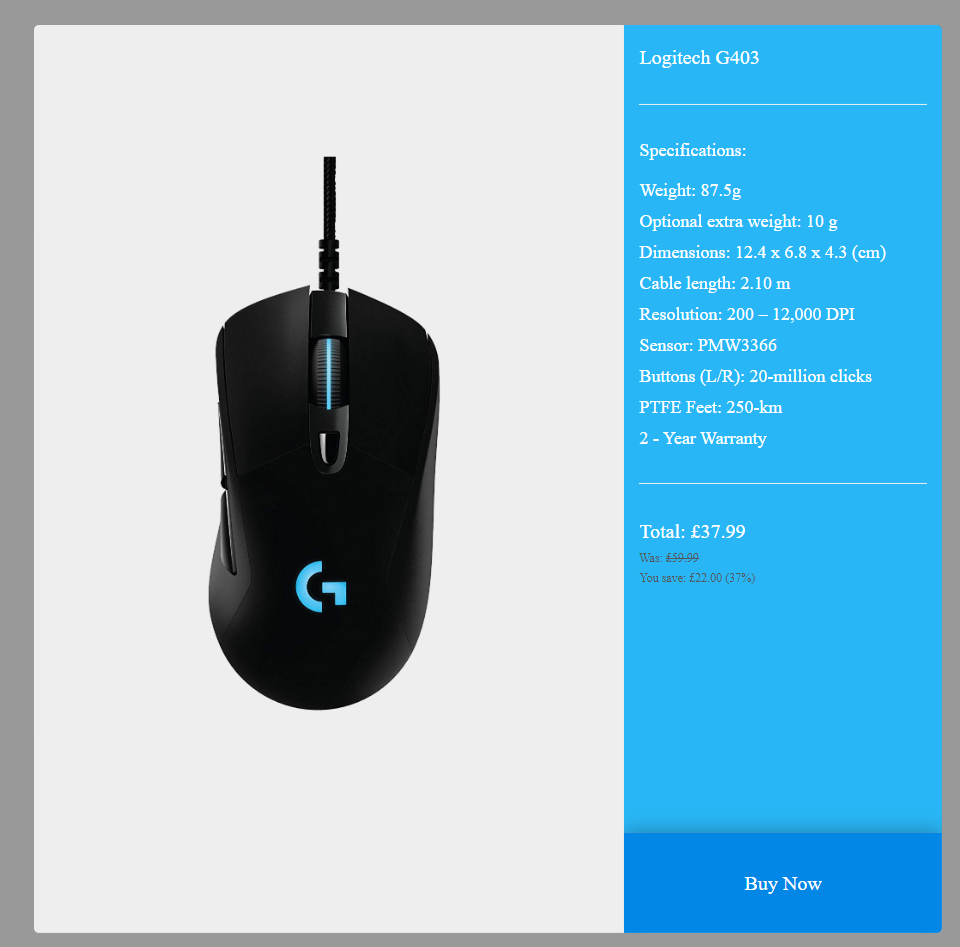 Logitech G403
Specifications:
Weight: 87.5g
Optional extra weight: 10 g
Dimensions: 12.4 x 6.8 x 4.3 (cm)
Cable length: 2.10 m
Resolution: 200 – 12,000 DPI
Sensor: PMW3366
Buttons (L/R): 20-million clicks
PTFE Feet: 250-km
2 - Year Warranty
Total: £37.99
Was: £59.99
You save: £22.00 (37%)
Buy Now